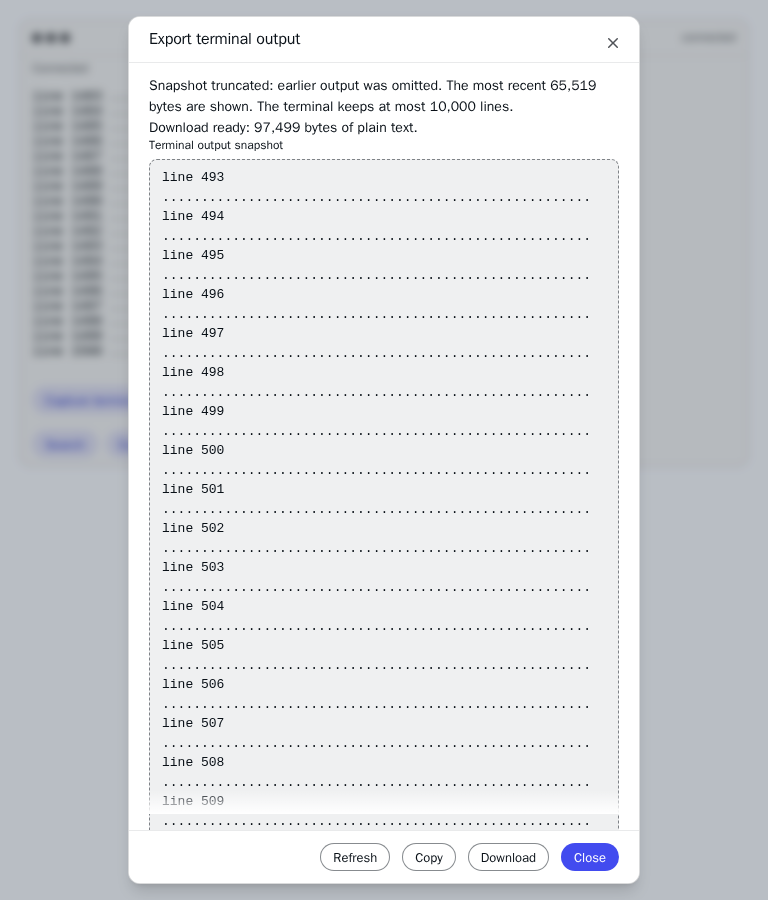 Export terminal output
Snapshot truncated: earlier output was omitted. The most recent 65,519
bytes are shown. The terminal keeps at most 10,000 lines.
Download ready: 97,499 bytes of plain text.
Terminal output snapshot
line 493
.......................................................
line 494
.......................................................
line 495
.......................................................
line 496
.......................................................
line 497
.......................................................
line 498
.......................................................
line 499
.......................................................
line 500
.......................................................
line 501
.......................................................
line 502
.......................................................
line 503
.......................................................
line 504
.......................................................
line 505
.......................................................
line 506
.......................................................
line 507
.......................................................
line 508
.......................................................
line 509
.......................................................
Refresh Copy Download Close